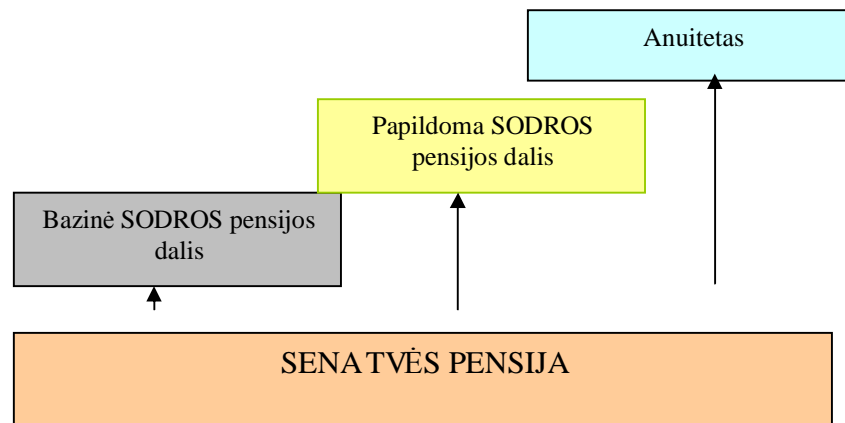 Anuitetas
Papildoma SODROS
pensijos dalis
Bazinė SODROS pensijos
dalis
SENATVĖS PENSIJA